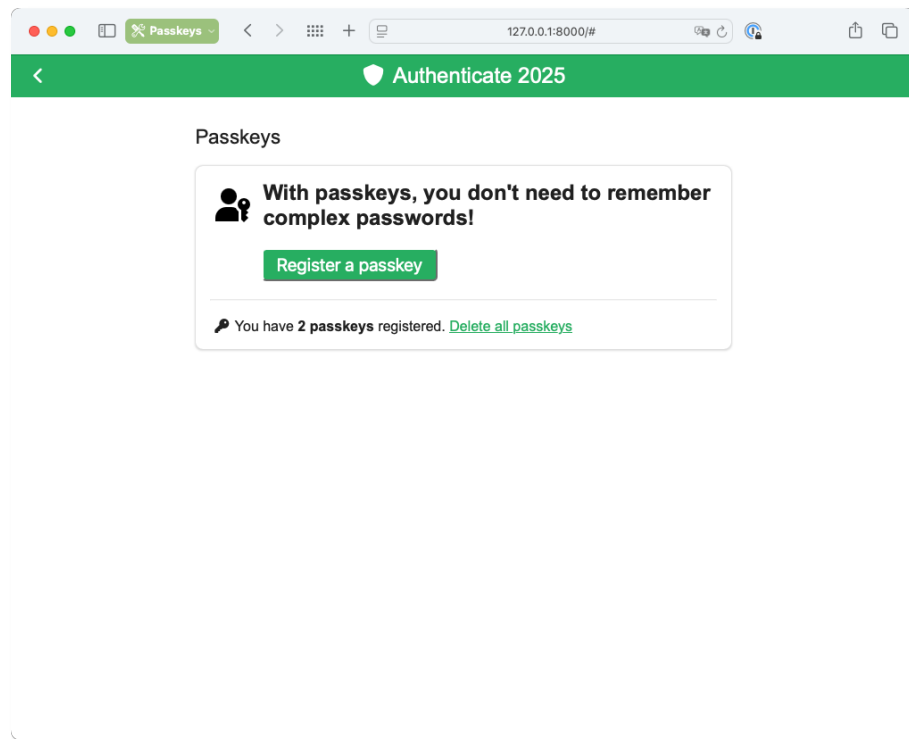 Passkeys
127.0.0.1:8000/#
Authenticate 2025
Passkeys
With passkeys, you don't need to remember
complex passwords!
Register a passkey
You have 2 passkeys registered. Delete all passkeys